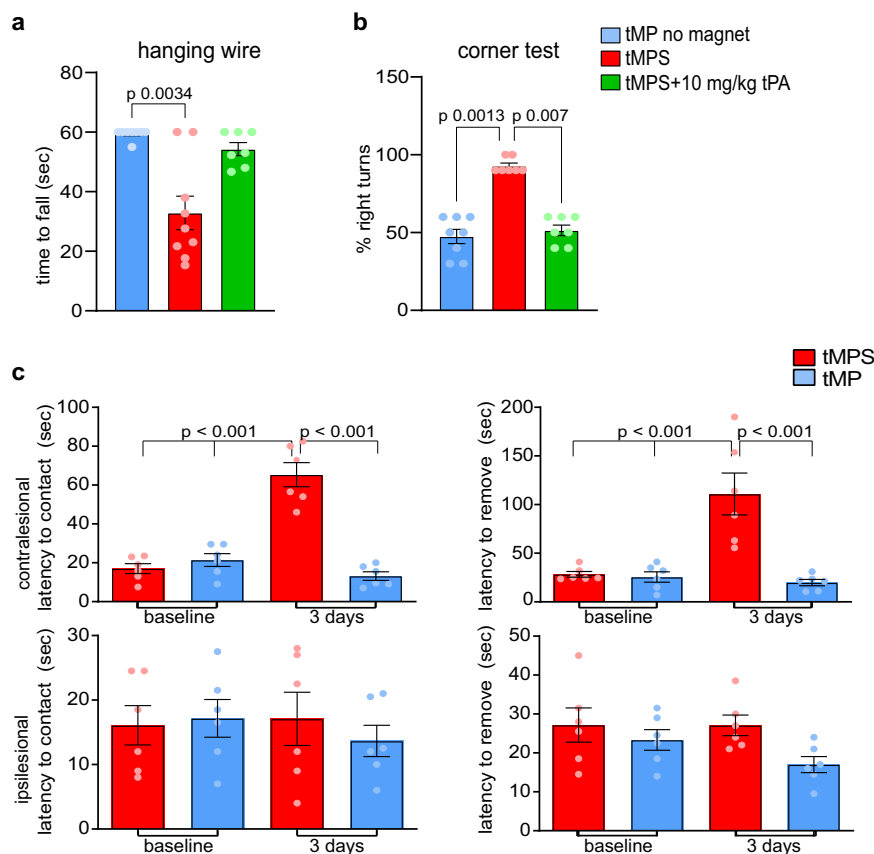 a
hanging wire
time to fall (sec)
60
40
20
0
p 0.0034
b
corner test
% right turns
100
50
0
p 0.0013
p 0.007
tMP no magnet
tMPS
tMPS+10 mg/kg tPA
c
tMPS
tMP
contralesional
latency to contact (sec)
100
80
60
40
20
0
p < 0.001
p < 0.001
baseline
3 days
latency to remove (sec)
200
150
100
50
0
p < 0.001
p < 0.001
baseline
3 days
ipsilesional
latency to contact (sec)
40
30
20
10
0
baseline
3 days
latency to remove (sec)
50
40
30
20
10
0
baseline
3 days